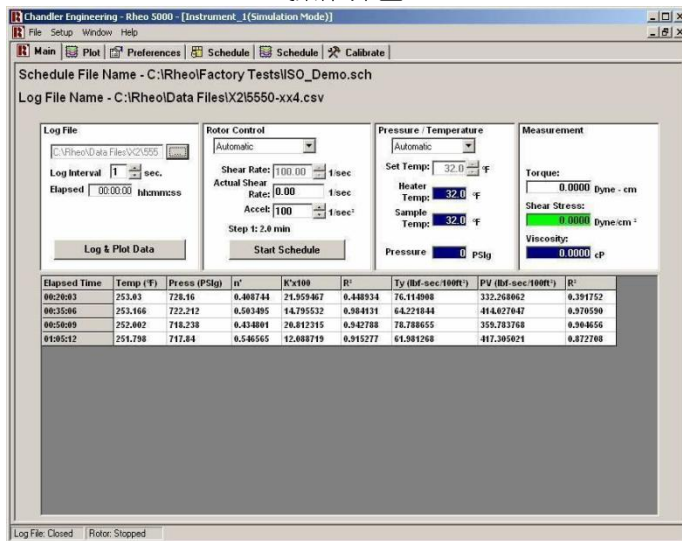 Chandler Engineering - Rheo 5000 - [Instrument_1(Simulation Mode)]
File Setup Window Help
Main Plot Preferences Schedule Schedule Calibrate
Schedule File Name - C:\Rheo\Factory Tests\ISO_Demo.sch
Log File Name - C:\Rheo\Data Files\X2\5550-xx4.csv
Log File
C:\Rheo\Data Files\X2\555 ...
Log Interval 1 sec.
Elapsed 00:00:00 hh:mm:ss
Log & Plot Data
Rotor Control
Automatic
Shear Rate: 100.00 1/sec
Actual Shear Rate: 0.00 1/sec
Accel: 100 1/sec²
Step 1: 2.0 min
Start Schedule
Pressure / Temperature
Automatic
Set Temp: 32.0 °F
Heater Temp: 32.0 °F
Sample Temp: 32.0 °F
Pressure 0 PSIg
Measurement
Torque:
0.0000 Dyne - cm
Shear Stress:
0.0000 Dyne/cm ²
Viscosity:
0.0000 cP
Elapsed Time Temp (°F) Press (PSIg) n' K'x100 R² Ty (lbf-sec/100ft²) PV (lbf-sec/100ft²) R²
00:20:03 253.03 728.16 0.408744 21.959467 0.448934 76.114908 332.268062 0.391752
00:35:06 253.166 722.212 0.503495 14.795532 0.984131 64.221844 414.027047 0.970590
00:50:09 252.002 718.238 0.434801 20.812315 0.942788 78.788655 359.783768 0.904656
01:05:12 251.798 717.84 0.546565 12.088719 0.915277 61.981268 417.305021 0.872708
Log File: Closed Rotor: Stopped